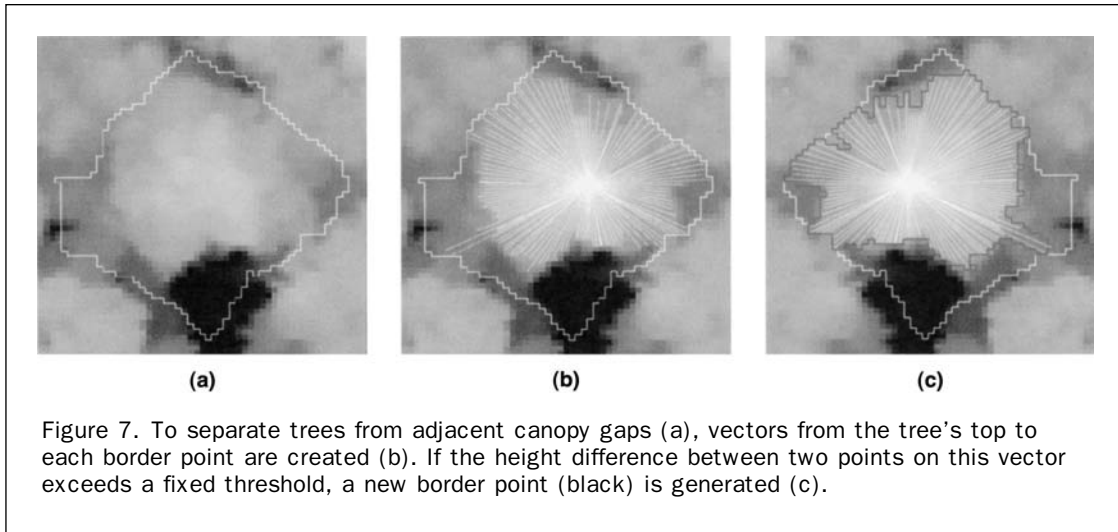 (a) (b) (c)
Figure 7. To separate trees from adjacent canopy gaps (a), vectors from the tree's top to
each border point are created (b). If the height difference between two points on this vector
exceeds a fixed threshold, a new border point (black) is generated (c).